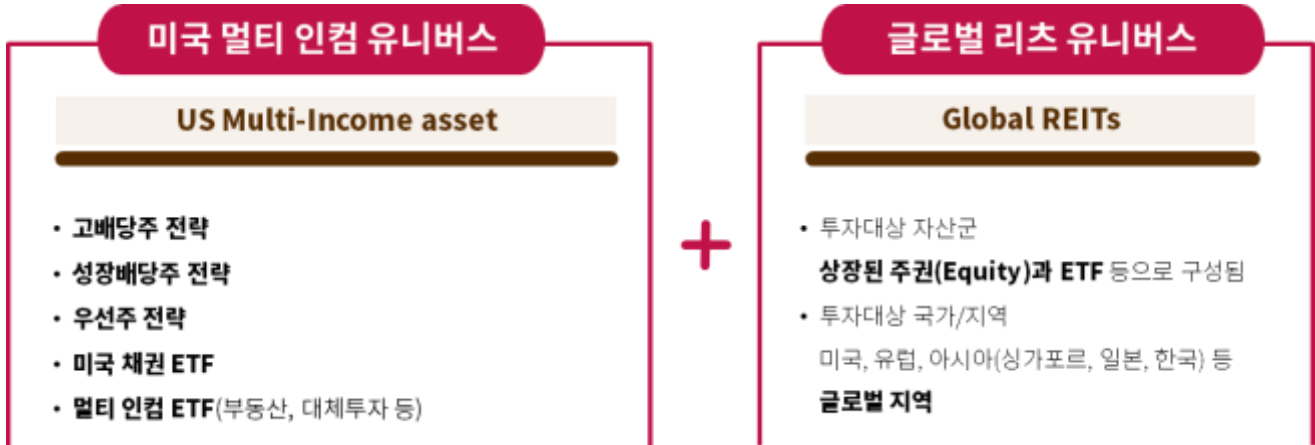 미국 멀티 인컴 유니버스
US Multi-Income asset
• 고배당주 전략
• 성장배당주 전략
• 우선주 전략
• 미국 채권 ETF
• 멀티 인컴 ETF(부동산, 대체투자 등)
+
글로벌 리츠 유니버스
Global REITs
• 투자대상 자산군
상장된 주권(Equity)과 ETF 등으로 구성됨
• 투자대상 국가/지역
미국, 유럽, 아시아(싱가포르, 일본, 한국) 등
글로벌 지역